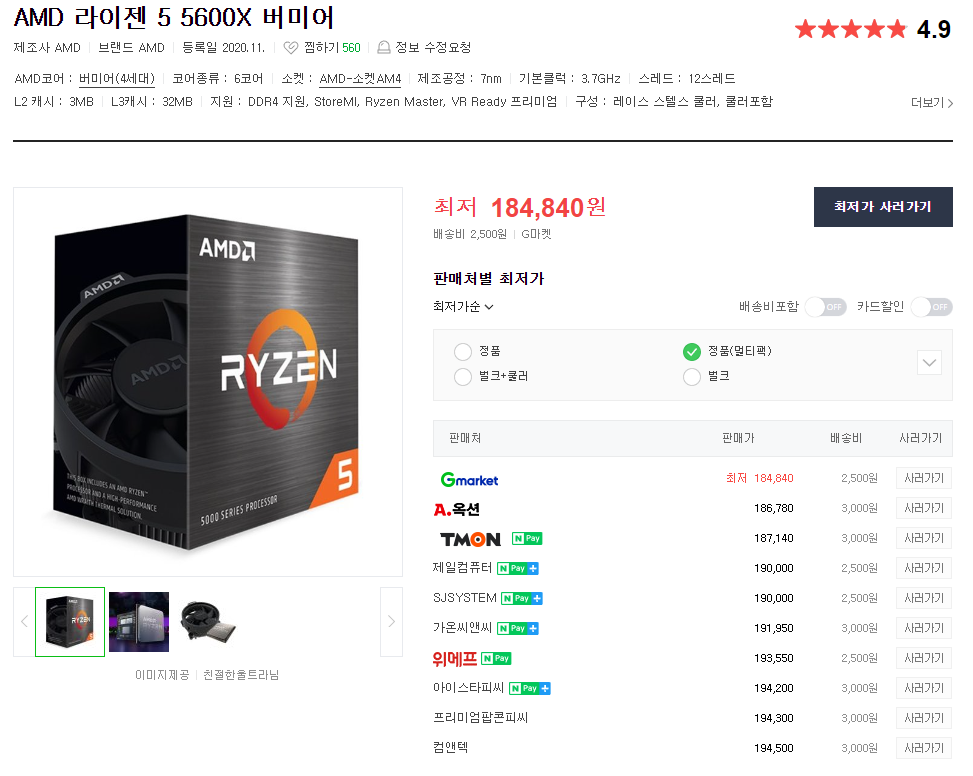 AMD 라이젠 5 5600X 버미어
4.9
제조사 AMD 브랜드 AMD 등록일 2020.11. 찜하기 560 정보 수정요청
AMD코어 : 버미어(4세대) 코어종류 : 6코어 소켓 : AMD-소켓AM4 제조공정 : 7nm 기본클럭 : 3.7GHz 스레드 : 12스레드
L2 캐시 : 3MB L3캐시 : 32MB 지원 : DDR4 지원, StoreMI, Ryzen Master, VR Ready 프리미엄 구성 : 레이스 스텔스 쿨러, 쿨러포함
더보기
AMD
AMD
AMD
RYZEN
5
THIS BOX INCLUDES AN AMD RYZEN™
PROCESSOR AND A HIGH-PERFORMANCE
AMD WRAITH THERMAL SOLUTION.
5000 SERIES PROCESSOR
RYZEN
이미지제공 친절한울트라님
최저 184,840원
최저가 사러가기
배송비 2,500원 G마켓
판매처별 최저가
최저가순
배송비포함 OFF 카드할인 OFF
정품 정품(멀티팩)
벌크+쿨러 벌크
판매처 판매가 배송비 사러가기
Gmarket 최저 184,840 2,500원 사러가기
A.옥션 186,780 3,000원 사러가기
TMON N Pay 187,140 3,000원 사러가기
제일컴퓨터 N Pay + 190,000 2,500원 사러가기
SJSYSTEM N Pay + 190,000 2,500원 사러가기
가온씨앤씨 N Pay + 191,950 3,000원 사러가기
위메프 N Pay 193,550 2,500원 사러가기
아이스타피씨 N Pay + 194,200 3,000원 사러가기
프리미엄팝콘피씨 194,300 3,000원 사러가기
컴앤텍 194,500 3,000원 사러가기